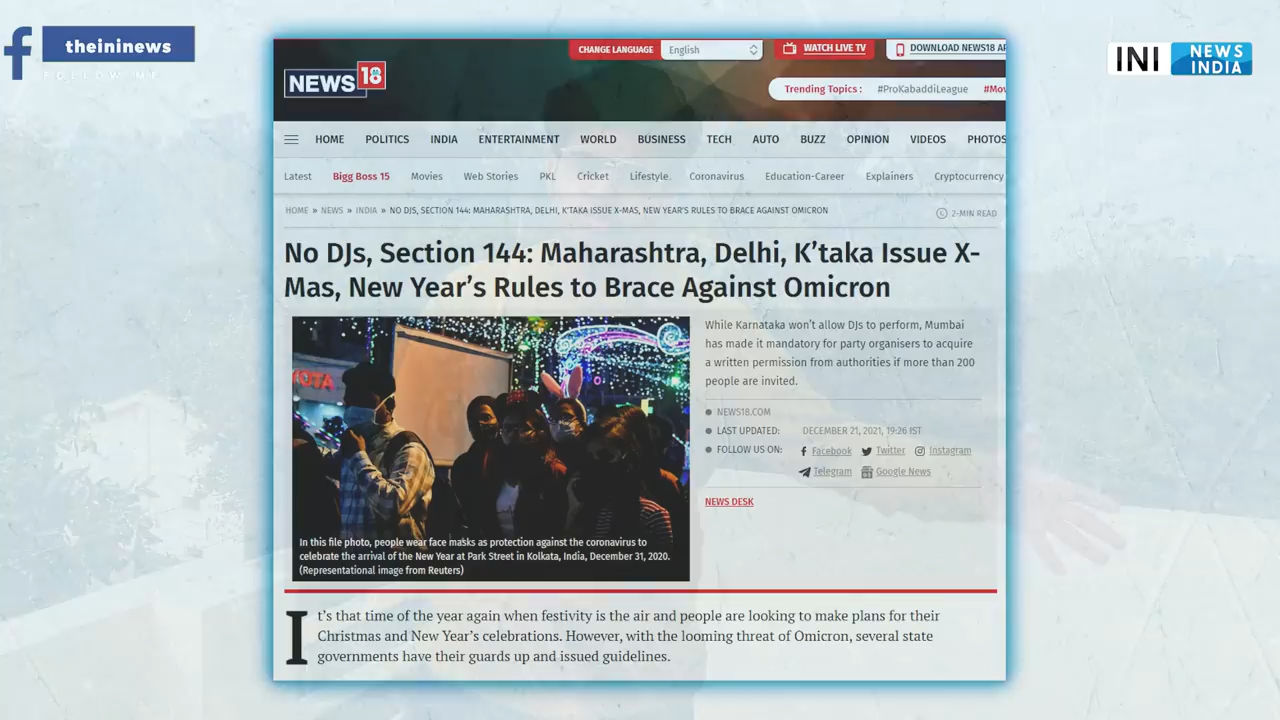 theininews
FOLLOW ME
INI NEWS INDIA
CHANGE LANGUAGE English WATCH LIVE TV DOWNLOAD NEWS18 AP
NEWS 18
Trending Topics : #ProKabaddiLeague #Mov
HOME POLITICS INDIA ENTERTAINMENT WORLD BUSINESS TECH AUTO BUZZ OPINION VIDEOS PHOTOS
Latest Bigg Boss 15 Movies Web Stories PKL Cricket Lifestyle Coronavirus Education-Career Explainers Cryptocurrency
HOME » NEWS » INDIA » NO DJS, SECTION 144: MAHARASHTRA, DELHI, K'TAKA ISSUE X-MAS, NEW YEAR'S RULES TO BRACE AGAINST OMICRON
2-MIN READ
No DJs, Section 144: Maharashtra, Delhi, K’taka Issue X-
Mas, New Year’s Rules to Brace Against Omicron
YOTA
In this file photo, people wear face masks as protection against the coronavirus to
celebrate the arrival of the New Year at Park Street in Kolkata, India, December 31, 2020.
(Representational image from Reuters)
While Karnataka won't allow DJs to perform, Mumbai
has made it mandatory for party organisers to acquire
a written permission from authorities if more than 200
people are invited.
NEWS18.COM
LAST UPDATED: DECEMBER 21, 2021, 19:26 IST
FOLLOW US ON: Facebook Twitter Instagram
Telegram Google News
NEWS DESK
It’s that time of the year again when festivity is the air and people are looking to make plans for their
Christmas and New Year’s celebrations. However, with the looming threat of Omicron, several state
governments have their guards up and issued guidelines.